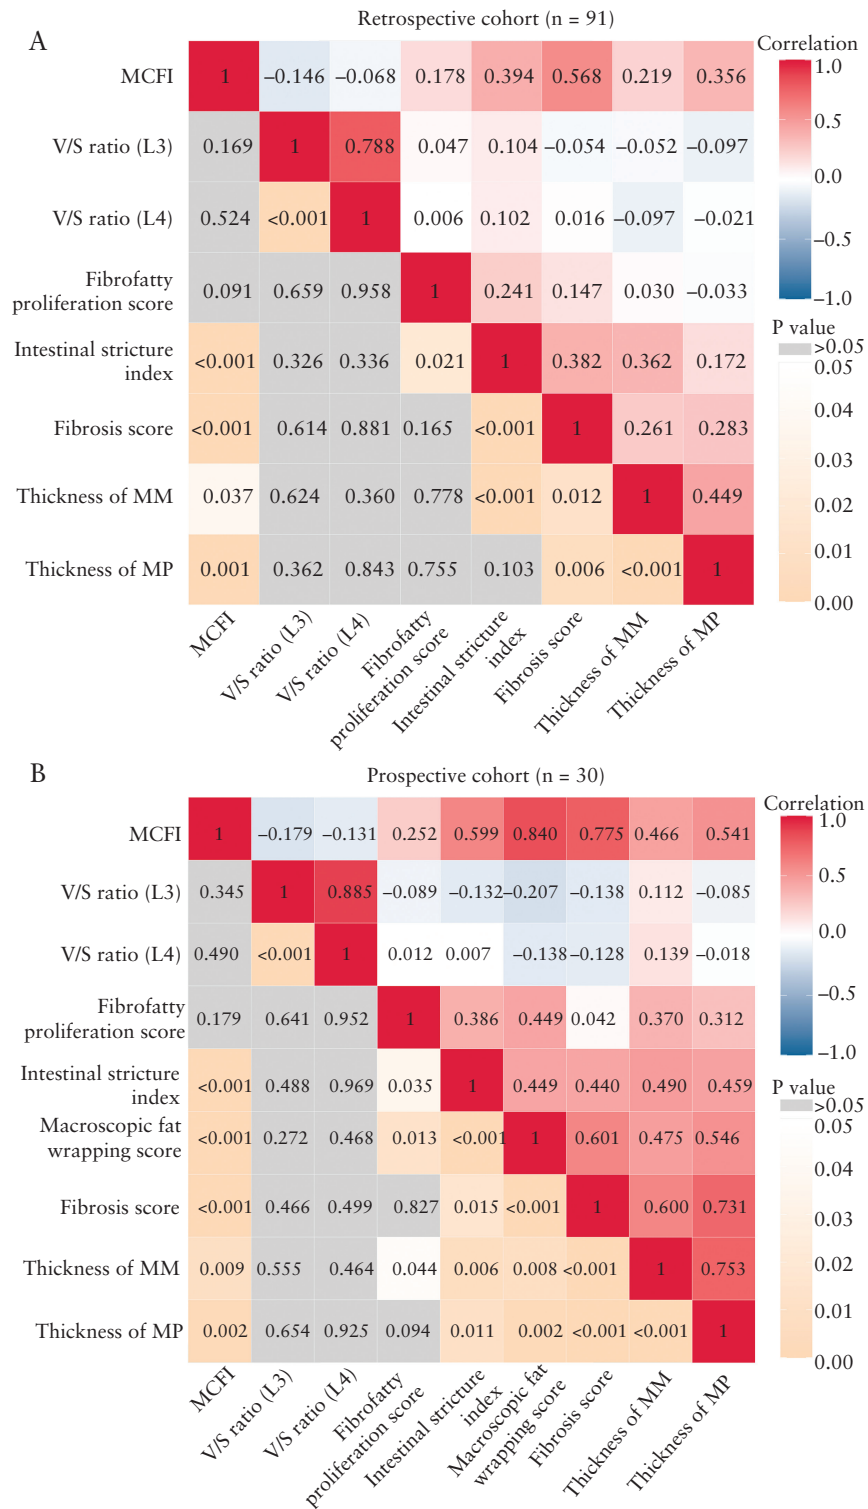 A
Retrospective cohort (n = 91)
MCFI
1 −0.146 −0.068 0.178 0.394 0.568 0.219 0.356
V/S ratio (L3)
0.169 1 0.788 0.047 0.104 −0.054 −0.052 −0.097
V/S ratio (L4)
0.524 <0.001 1 0.006 0.102 0.016 −0.097 −0.021
Fibrofatty
proliferation score
0.091 0.659 0.958 1 0.241 0.147 0.030 −0.033
Intestinal stricture
index
<0.001 0.326 0.336 0.021 1 0.382 0.362 0.172
Fibrosis score
<0.001 0.614 0.881 0.165 <0.001 1 0.261 0.283
Thickness of MM
0.037 0.624 0.360 0.778 <0.001 0.012 1 0.449
Thickness of MP
0.001 0.362 0.843 0.755 0.103 0.006 <0.001 1
MCFI
V/S ratio (L3)
V/S ratio (L4)
Fibrofatty
proliferation score
Intestinal stricture
index
Fibrosis score
Thickness of MM
Thickness of MP
Correlation
1.0
0.5
0.0
−0.5
−1.0
P value
>0.05
0.05
0.04
0.03
0.02
0.01
0.00
B
Prospective cohort (n = 30)
MCFI
1 −0.179 −0.131 0.252 0.599 0.840 0.775 0.466 0.541
V/S ratio (L3)
0.345 1 0.885 −0.089 −0.132 −0.207 −0.138 0.112 −0.085
V/S ratio (L4)
0.490 <0.001 1 0.012 0.007 −0.138 −0.128 0.139 −0.018
Fibrofatty
proliferation score
0.179 0.641 0.952 1 0.386 0.449 0.042 0.370 0.312
Intestinal stricture
index
<0.001 0.488 0.969 0.035 1 0.449 0.440 0.490 0.459
Macroscopic fat
wrapping score
<0.001 0.272 0.468 0.013 <0.001 1 0.601 0.475 0.546
Fibrosis score
<0.001 0.466 0.499 0.827 0.015 <0.001 1 0.600 0.731
Thickness of MM
0.009 0.555 0.464 0.044 0.006 0.008 <0.001 1 0.753
Thickness of MP
0.002 0.654 0.925 0.094 0.011 0.002 <0.001 <0.001 1
MCFI
V/S ratio (L3)
V/S ratio (L4)
Fibrofatty
proliferation score
Intestinal stricture
index
Macroscopic fat
wrapping score
Fibrosis score
Thickness of MM
Thickness of MP
Correlation
1.0
0.5
0.0
−0.5
−1.0
P value
>0.05
0.05
0.04
0.03
0.02
0.01
0.00